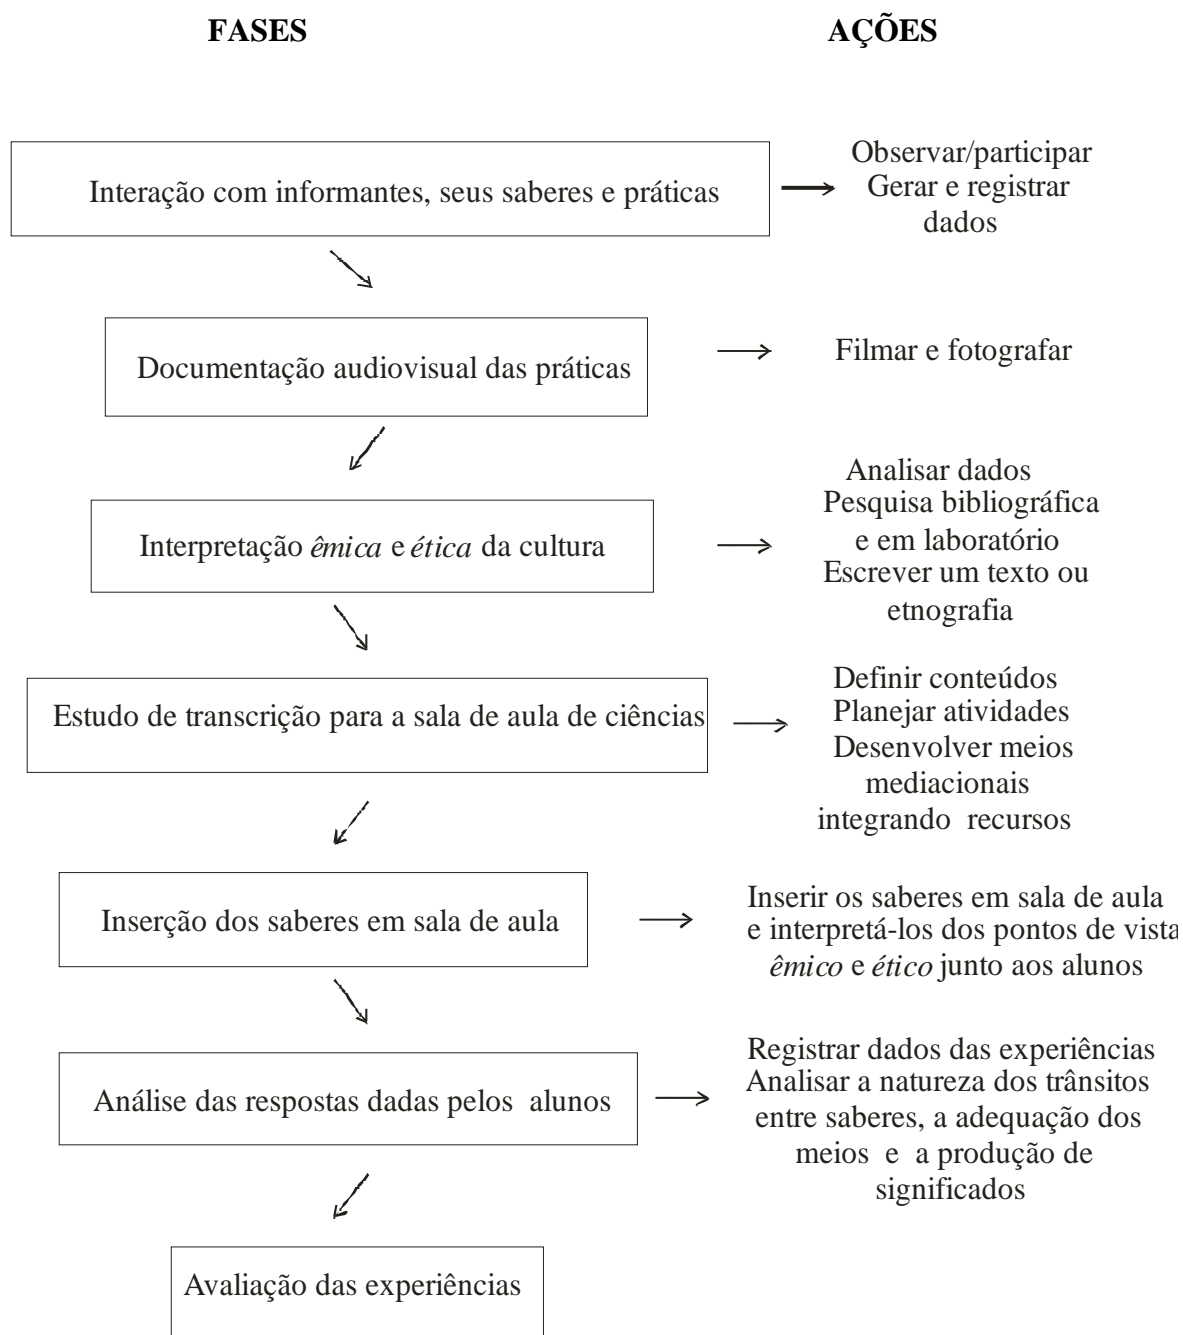 FASES
AÇÕES
Interação com informantes, seus saberes e práticas
Observar/participar
Gerar e registrar
dados
Documentação audiovisual das práticas
Filmar e fotografar
Interpretação êmica e ética da cultura
Analisar dados
Pesquisa bibliográfica
e em laboratório
Escrever um texto ou
etnografia
Estudo de transcrição para a sala de aula de ciências
Definir conteúdos
Planejar atividades
Desenvolver meios
mediacionais
integrando recursos
Inserção dos saberes em sala de aula
Inserir os saberes em sala de aula
e interpretá-los dos pontos de vista
êmico e ético junto aos alunos
Análise das respostas dadas pelos alunos
Registrar dados das experiências
Analisar a natureza dos trânsitos
entre saberes, a adequação dos
meios e a produção de
significados
Avaliação das experiências